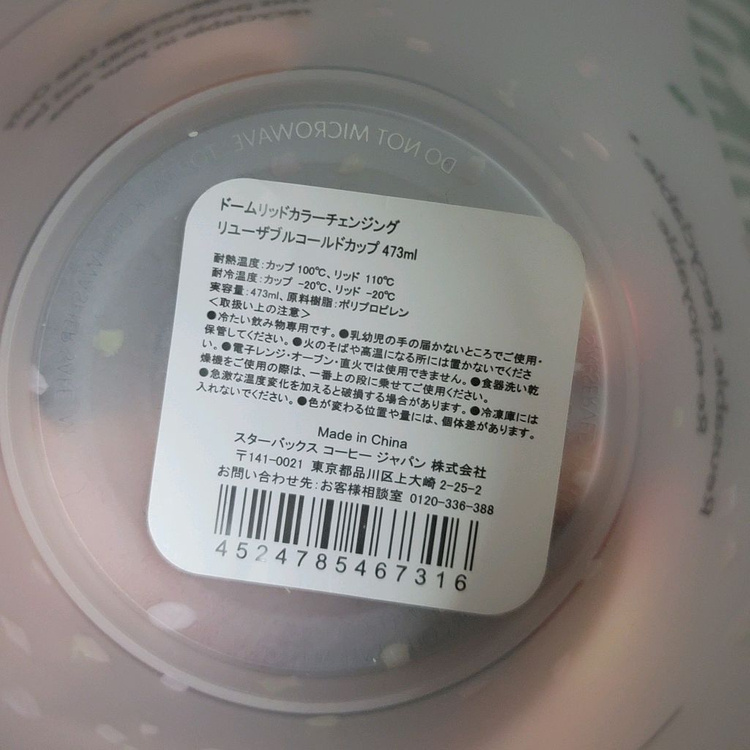 DO NOT MICROWAVE
ドームリッドカラーチェンジング
リユーザブルコールドカップ 473ml
耐熱温度：カップ 100℃、リッド 110℃
耐冷温度：カップ -20℃、リッド -20℃
実容量：473ml、原料樹脂：ポリプロピレン
＜取扱い上の注意＞
●冷たい飲み物専用です。●乳幼児の手の届かないところでご使用・
保管してください。●火のそばや高温になる所には置かないでくださ
い。●電子レンジ・オーブン・直火では使用できません。●食器洗い乾
燥機をご使用の際は、一番上の段に乗せてご使用ください。
●急激な温度変化を加えると破損する場合があります。●冷凍庫には
入れないでください。●色が変わる位置や量には、個体差があります。
Made in China
スターバックス コーヒー ジャパン 株式会社
〒141-0021 東京都品川区上大崎 2-25-2
お問い合わせ先：お客様相談室 0120-336-388
4524785467316
Reusable, Recyclable